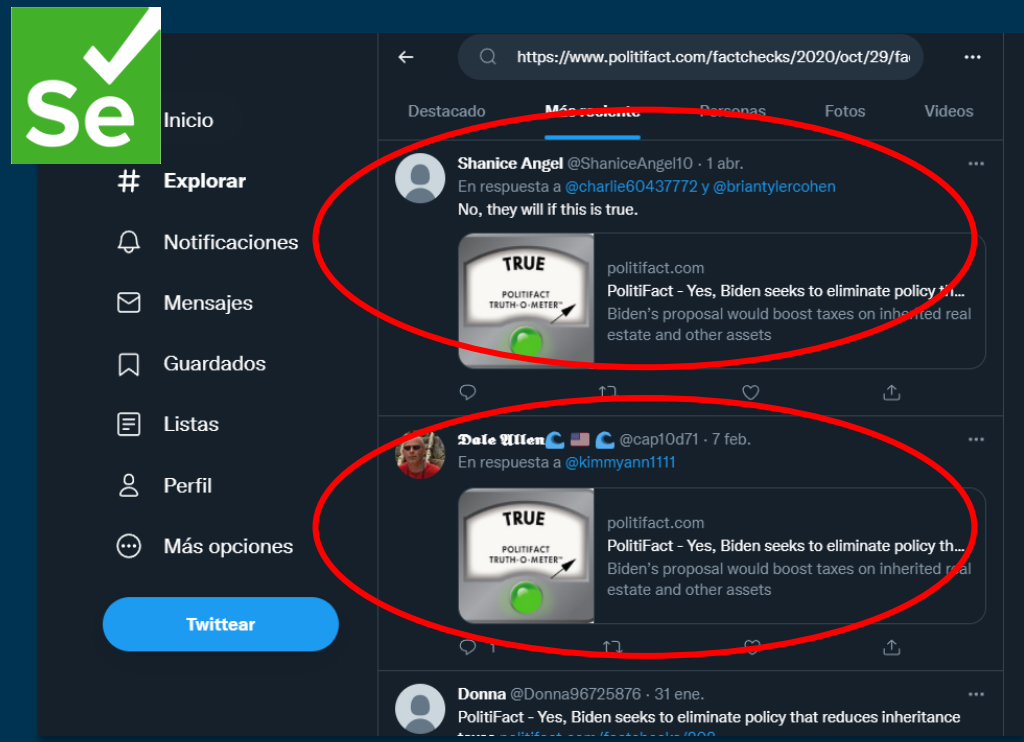 Se
https://www.politifact.com/factchecks/2020/oct/29/fa
Inicio
Explorar
Notificaciones
Mensajes
Guardados
Listas
Perfil
Más opciones
Twittear
Destacado
Más reciente
Personas
Fotos
Videos
Shanice Angel @ShaniceAngel10 · 1 abr.
En respuesta a @charlie60437772 y @briantylercohen
No, they will if this is true.
TRUE
POLITIFACT
TRUTH-O-METER™
politifact.com
PolitiFact - Yes, Biden seeks to eliminate policy th...
Biden's proposal would boost taxes on inherited real
estate and other assets
𝕯𝖆𝖑𝖊 𝕬𝖑𝖑𝖊𝖓🌊 🇺🇸 🌊 @cap10d71 · 7 feb.
En respuesta a @kimmyann1111
TRUE
POLITIFACT
TRUTH-O-METER™
politifact.com
PolitiFact - Yes, Biden seeks to eliminate policy th...
Biden's proposal would boost taxes on inherited real
estate and other assets
1
Donna @Donna96725876 · 31 ene.
PolitiFact - Yes, Biden seeks to eliminate policy that reduces inheritance